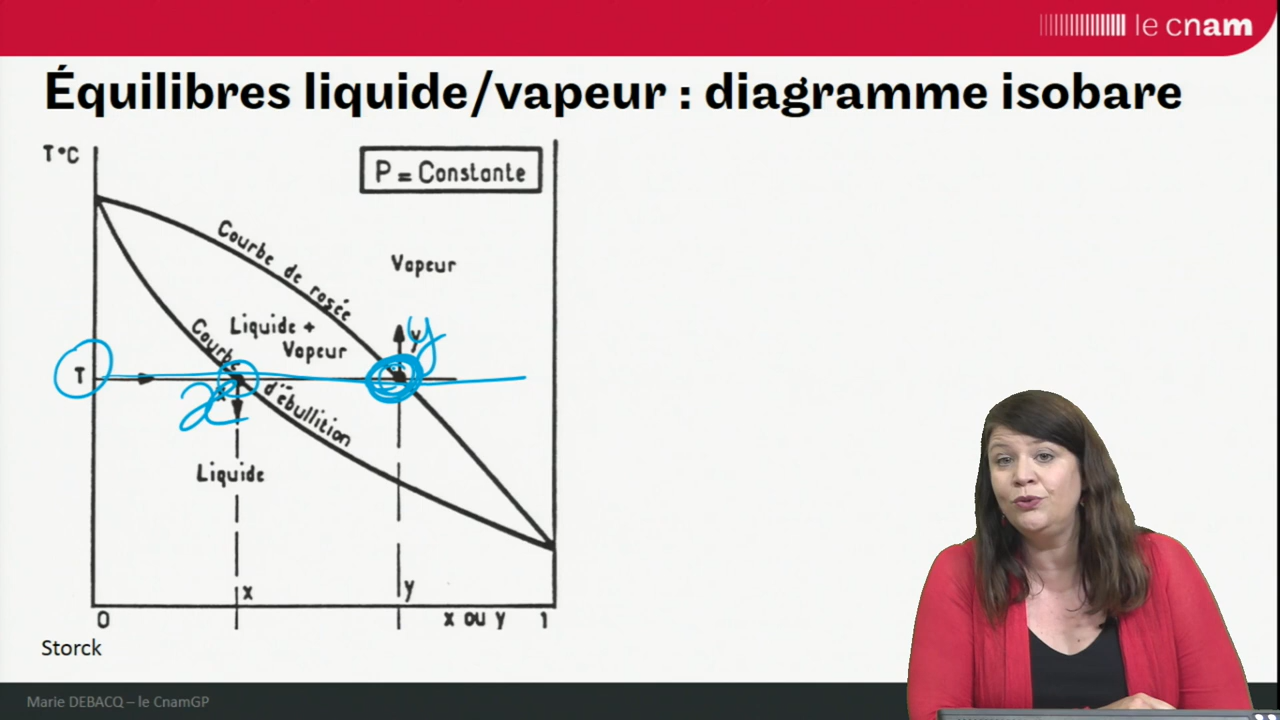 le cnam
Équilibres liquide/vapeur : diagramme isobare
T°C
P = Constante
Courbe de rosée
Vapeur
Liquide +
Vapeur
Y
y
T
x
x
Courbe d'ébullition
Liquide
x
y
0
x ou y
1
Storck
Marie DEBACQ – le CnamGP